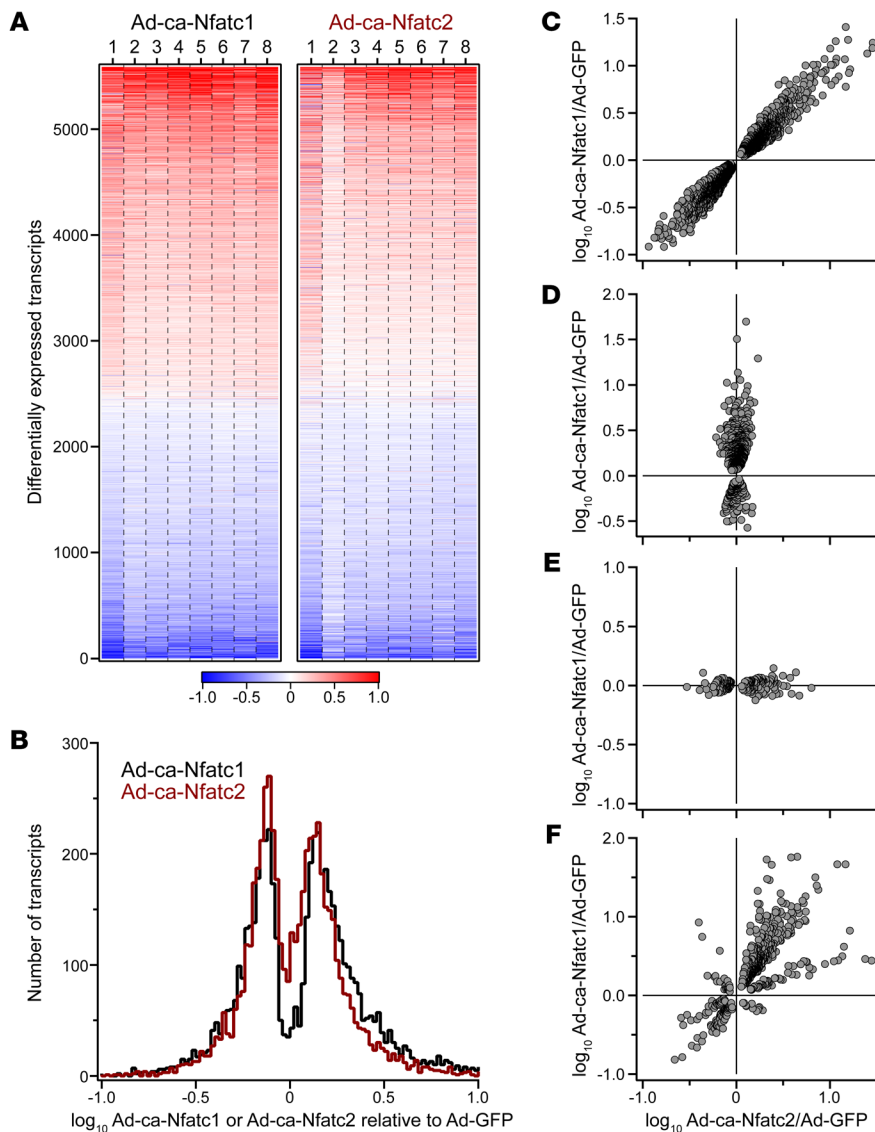 A
Ad-ca-Nfatc1
Ad-ca-Nfatc2
1 2 3 4 5 6 7 8
1 2 3 4 5 6 7 8
Differentially expressed transcripts
5000
4000
3000
2000
1000
0
-1.0 -0.5 0 0.5 1.0
B
Ad-ca-Nfatc1
Ad-ca-Nfatc2
Number of transcripts
300
200
100
0
-1.0 -0.5 0 0.5 1.0
log10 Ad-ca-Nfatc1 or Ad-ca-Nfatc2 relative to Ad-GFP
C
log10 Ad-ca-Nfatc1/Ad-GFP
1.5
1.0
0.5
0.0
-0.5
-1.0
D
log10 Ad-ca-Nfatc1/Ad-GFP
2.0
1.5
1.0
0.5
0.0
-0.5
E
log10 Ad-ca-Nfatc1/Ad-GFP
1.0
0.5
0.0
-0.5
-1.0
F
log10 Ad-ca-Nfatc1/Ad-GFP
2.0
1.0
0.0
-1.0
-1.0 0 1.0
log10 Ad-ca-Nfatc2/Ad-GFP